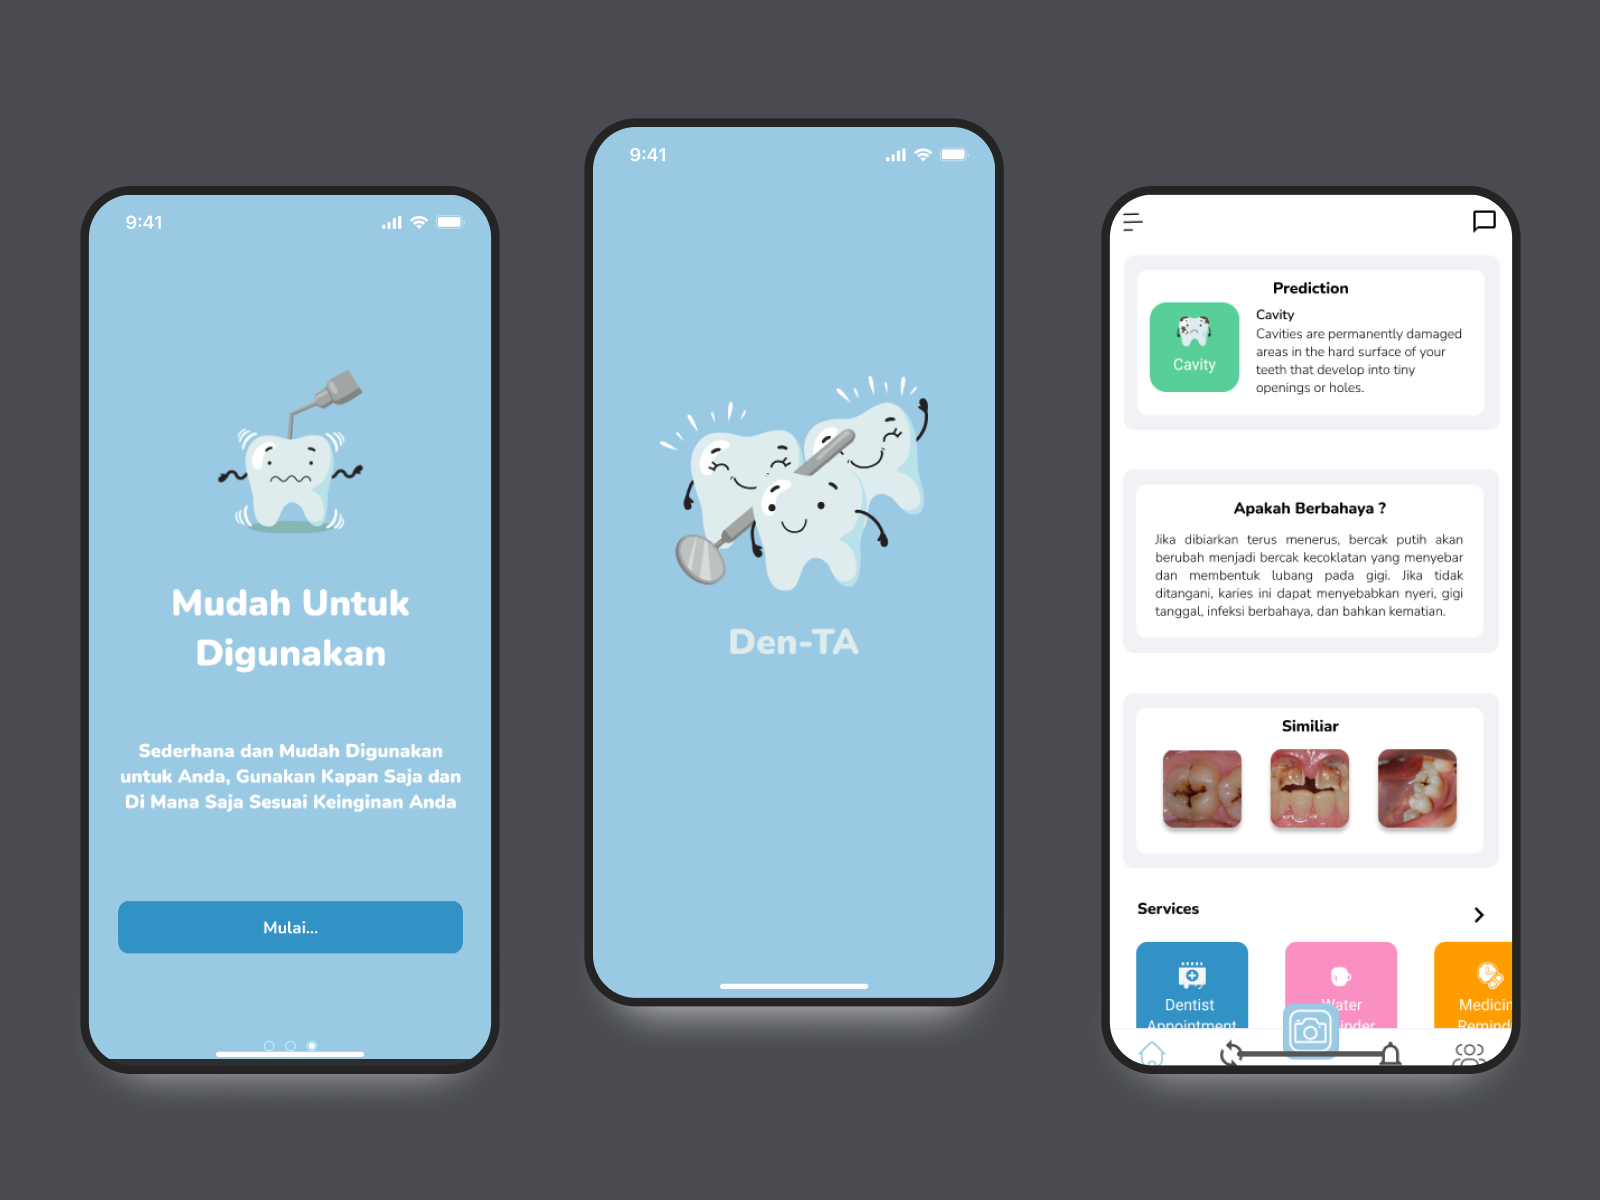 9:41
Mudah Untuk
Digunakan
Sederhana dan Mudah Digunakan
untuk Anda, Gunakan Kapan Saja dan
Di Mana Saja Sesuai Keinginan Anda
Mulai...
9:41
Den-TA
Prediction
Cavity
Cavity
Cavities are permanently damaged
areas in the hard surface of your
teeth that develop into tiny
openings or holes.
Apakah Berbahaya ?
Jika dibiarkan terus menerus, bercak putih akan
berubah menjadi bercak kecoklatan yang menyebar
dan membentuk lubang pada gigi. Jika tidak
ditangani, karies ini dapat menyebabkan nyeri, gigi
tanggal, infeksi berbahaya, dan bahkan kematian.
Similiar
Services
Dentist
Appointment
Water
inder
Medicin
Remind